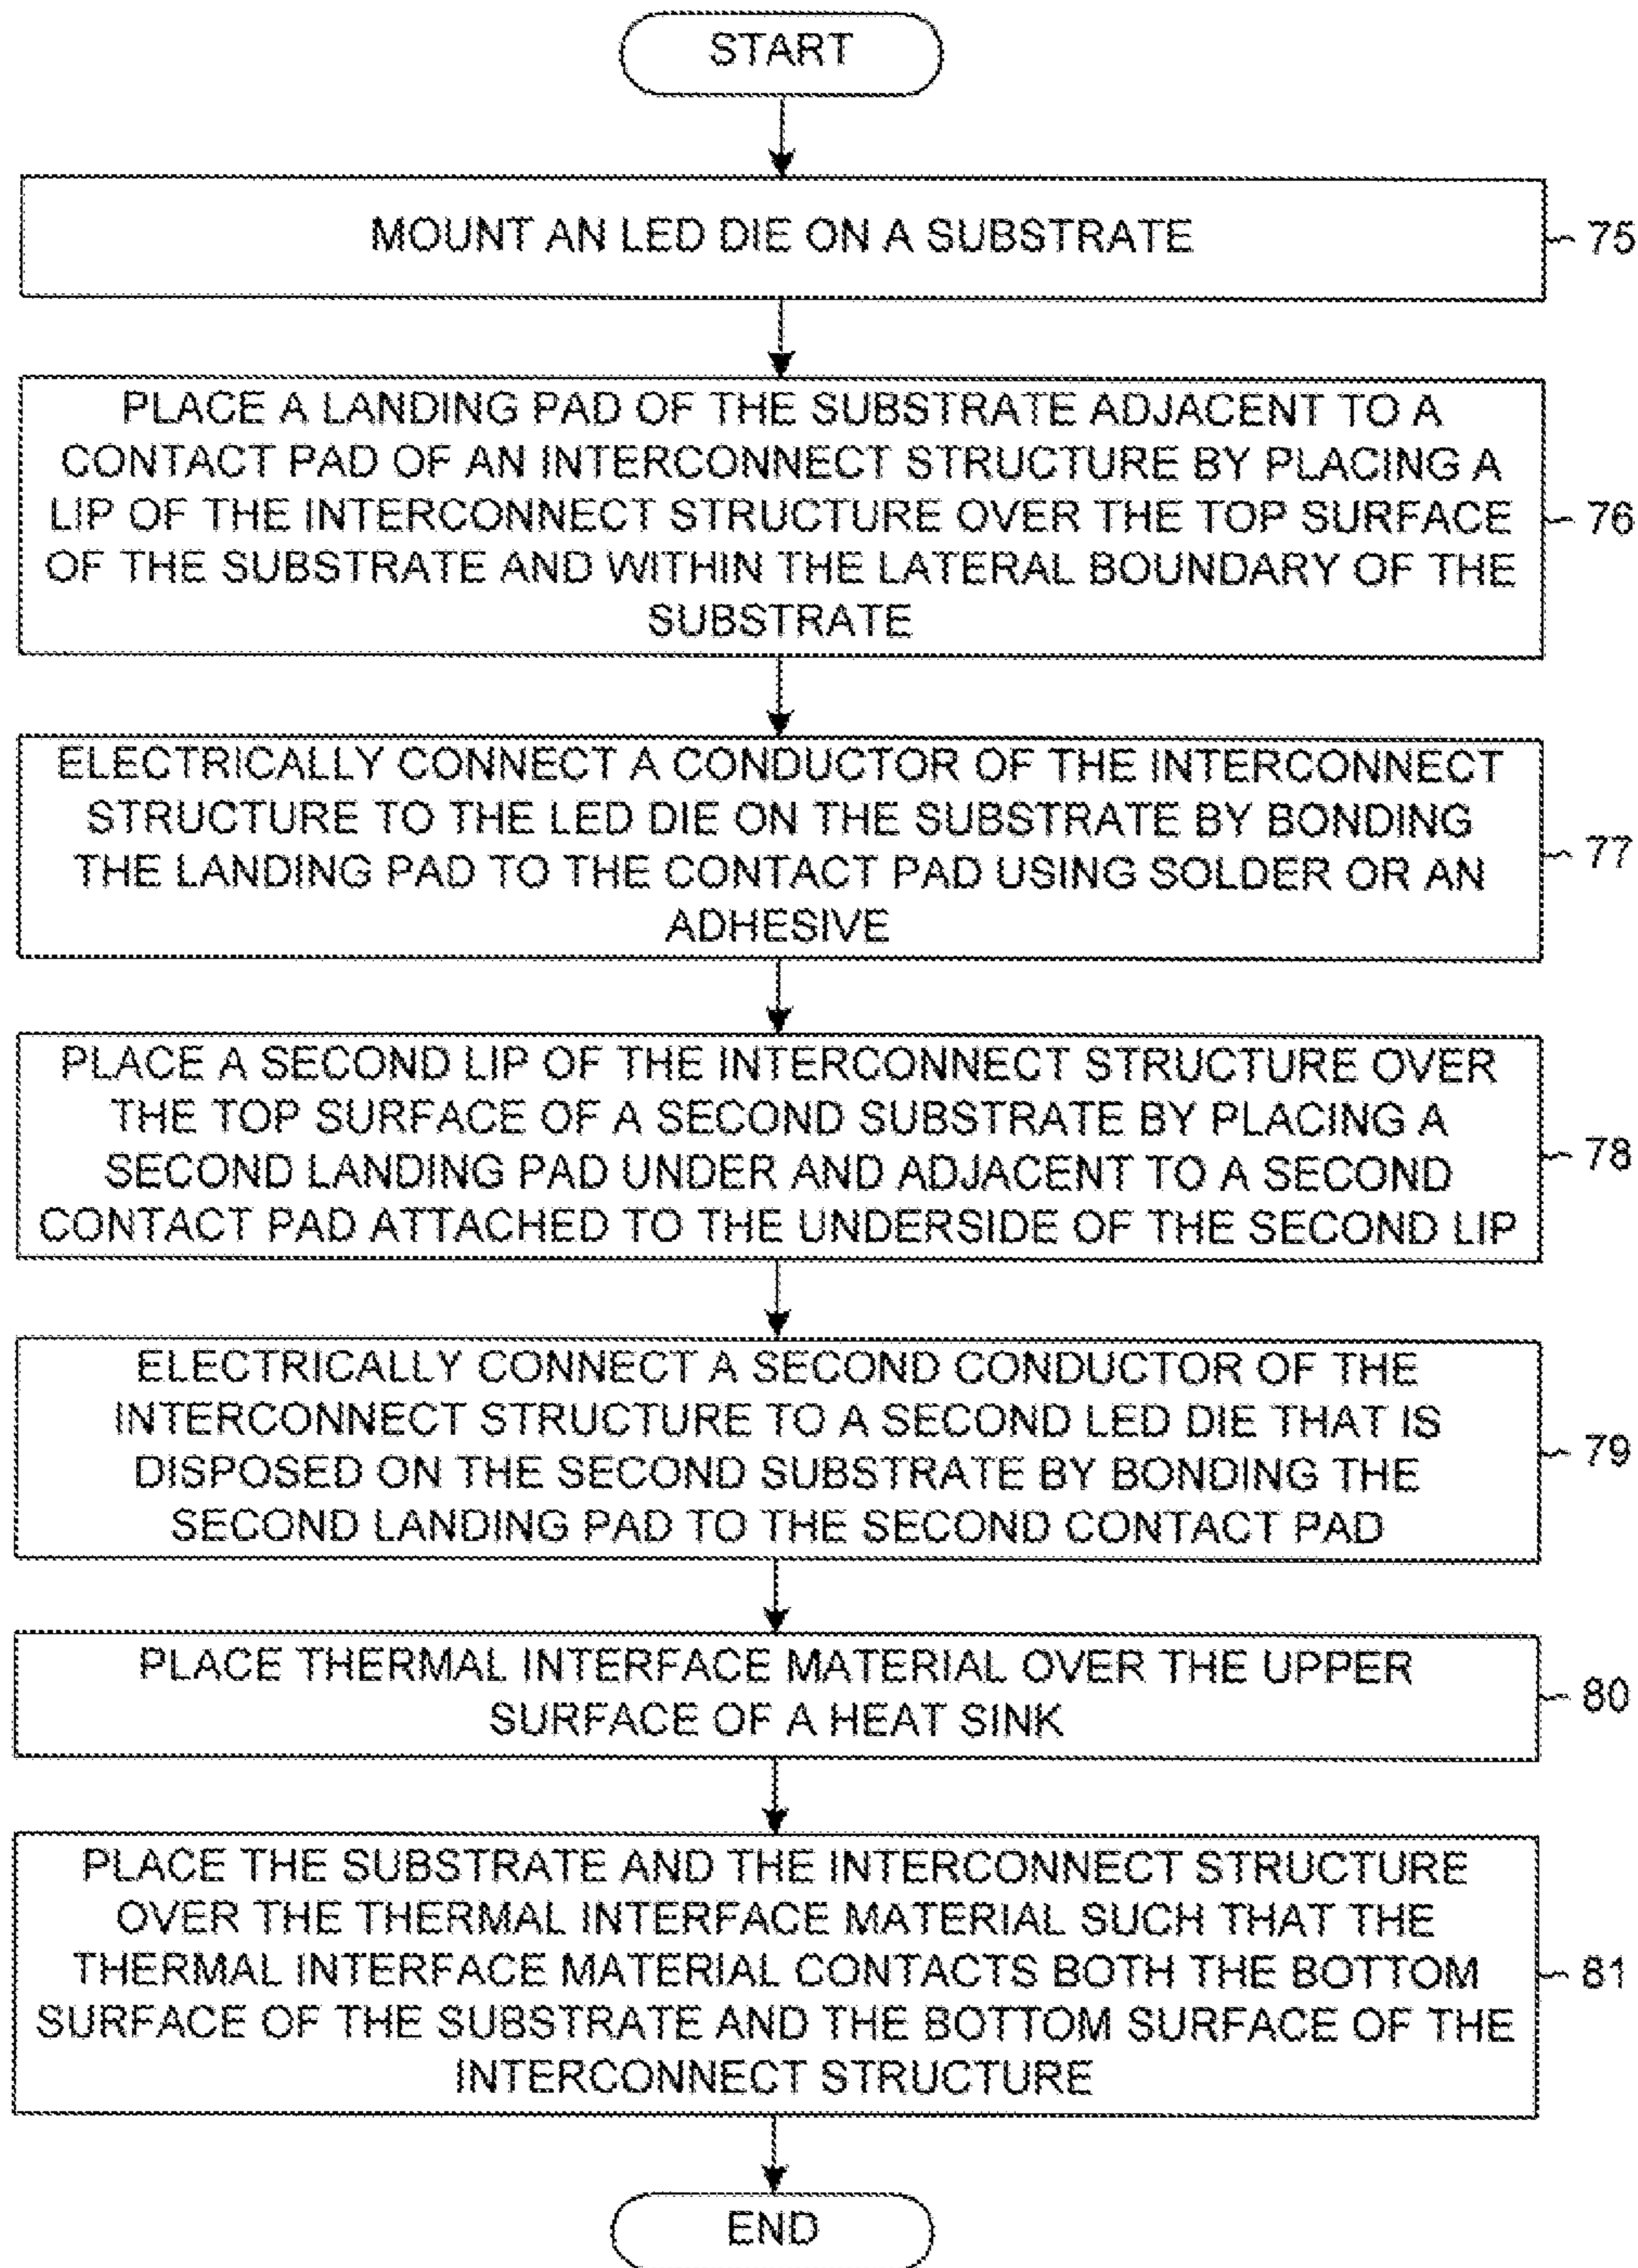 START
MOUNT AN LED DIE ON A SUBSTRATE
75
PLACE A LANDING PAD OF THE SUBSTRATE ADJACENT TO A
CONTACT PAD OF AN INTERCONNECT STRUCTURE BY PLACING A
LIP OF THE INTERCONNECT STRUCTURE OVER THE TOP SURFACE
OF THE SUBSTRATE AND WITHIN THE LATERAL BOUNDARY OF THE
SUBSTRATE
76
ELECTRICALLY CONNECT A CONDUCTOR OF THE INTERCONNECT
STRUCTURE TO THE LED DIE ON THE SUBSTRATE BY BONDING
THE LANDING PAD TO THE CONTACT PAD USING SOLDER OR AN
ADHESIVE
77
PLACE A SECOND LIP OF THE INTERCONNECT STRUCTURE OVER
THE TOP SURFACE OF A SECOND SUBSTRATE BY PLACING A
SECOND LANDING PAD UNDER AND ADJACENT TO A SECOND
CONTACT PAD ATTACHED TO THE UNDERSIDE OF THE SECOND LIP
78
ELECTRICALLY CONNECT A SECOND CONDUCTOR OF THE
INTERCONNECT STRUCTURE TO A SECOND LED DIE THAT IS
DISPOSED ON THE SECOND SUBSTRATE BY BONDING THE
SECOND LANDING PAD TO THE SECOND CONTACT PAD
79
PLACE THERMAL INTERFACE MATERIAL OVER THE UPPER
SURFACE OF A HEAT SINK
80
PLACE THE SUBSTRATE AND THE INTERCONNECT STRUCTURE
OVER THE THERMAL INTERFACE MATERIAL SUCH THAT THE
THERMAL INTERFACE MATERIAL CONTACTS BOTH THE BOTTOM
SURFACE OF THE SUBSTRATE AND THE BOTTOM SURFACE OF THE
INTERCONNECT STRUCTURE
81
END